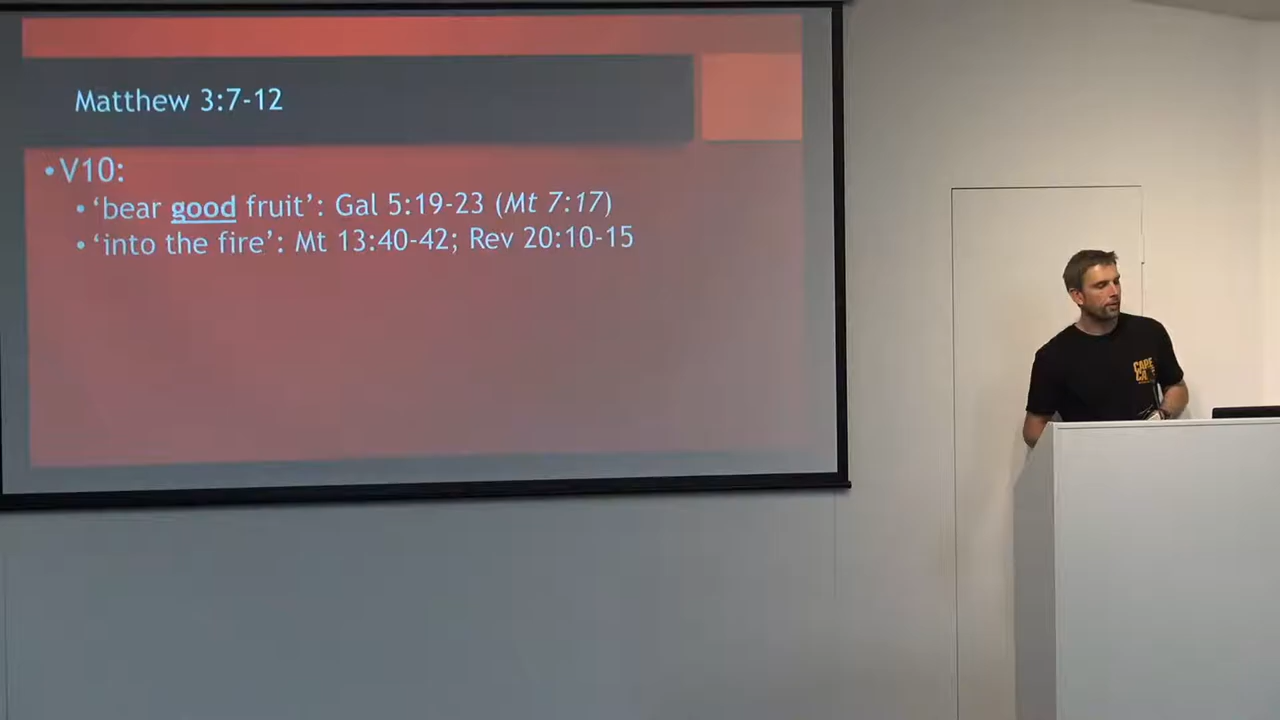 Matthew 3:7-12
•V10:
•‘bear good fruit’: Gal 5:19-23 (Mt 7:17)
•‘into the fire’: Mt 13:40-42; Rev 20:10-15
CARE